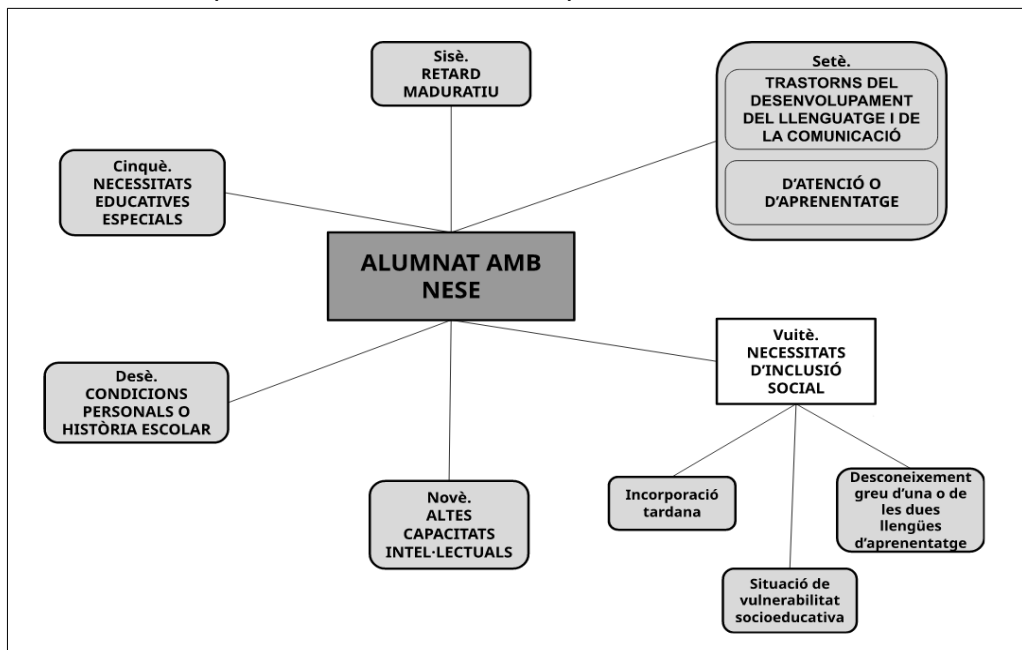 Sisè.
RETARD
MADURATIU
Setè.
TRASTORNS DEL
DESENVOLUPAMENT
DEL LLENGUATGE I DE
LA COMUNICACIÓ
D'ATENCIÓ O
D'APRENENTATGE
Cinquè.
NECESSITATS
EDUCATIVES
ESPECIALS
ALUMNAT AMB
NESE
Vuitè.
NECESSITATS
D'INCLUSIÓ
SOCIAL
Desè.
CONDICIONS
PERSONALS O
HISTÒRIA ESCOLAR
Novè.
ALTES
CAPACITATS
INTEL·LECTUALS
Incorporació
tardana
Situació de
vulnerabilitat
socioeducativa
Desconeixement
greu d'una o de
les dues
llengües
d'aprenentatge